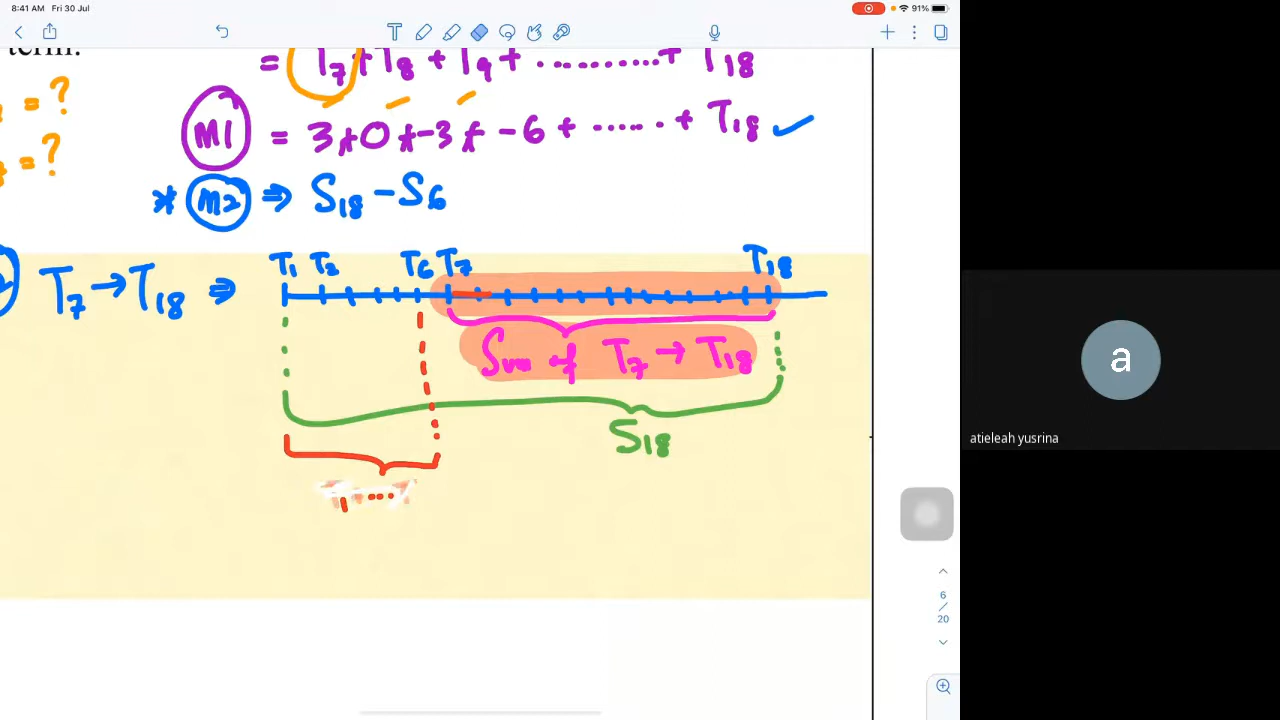 8:41 AM Fri 30 Jul
91%
term.
= T7 + T8 + T9 + ........... + T18
= ?
M1 = 3 + 0 + -3 + -6 + ...... + T18 ✓
= ?
* M2 ⇒ S18 - S6
T1 T2 T6 T7 T18
T7 → T18 ⇒
Sum of T7 → T18
S18
6
/
20
a
atieleah yusrina